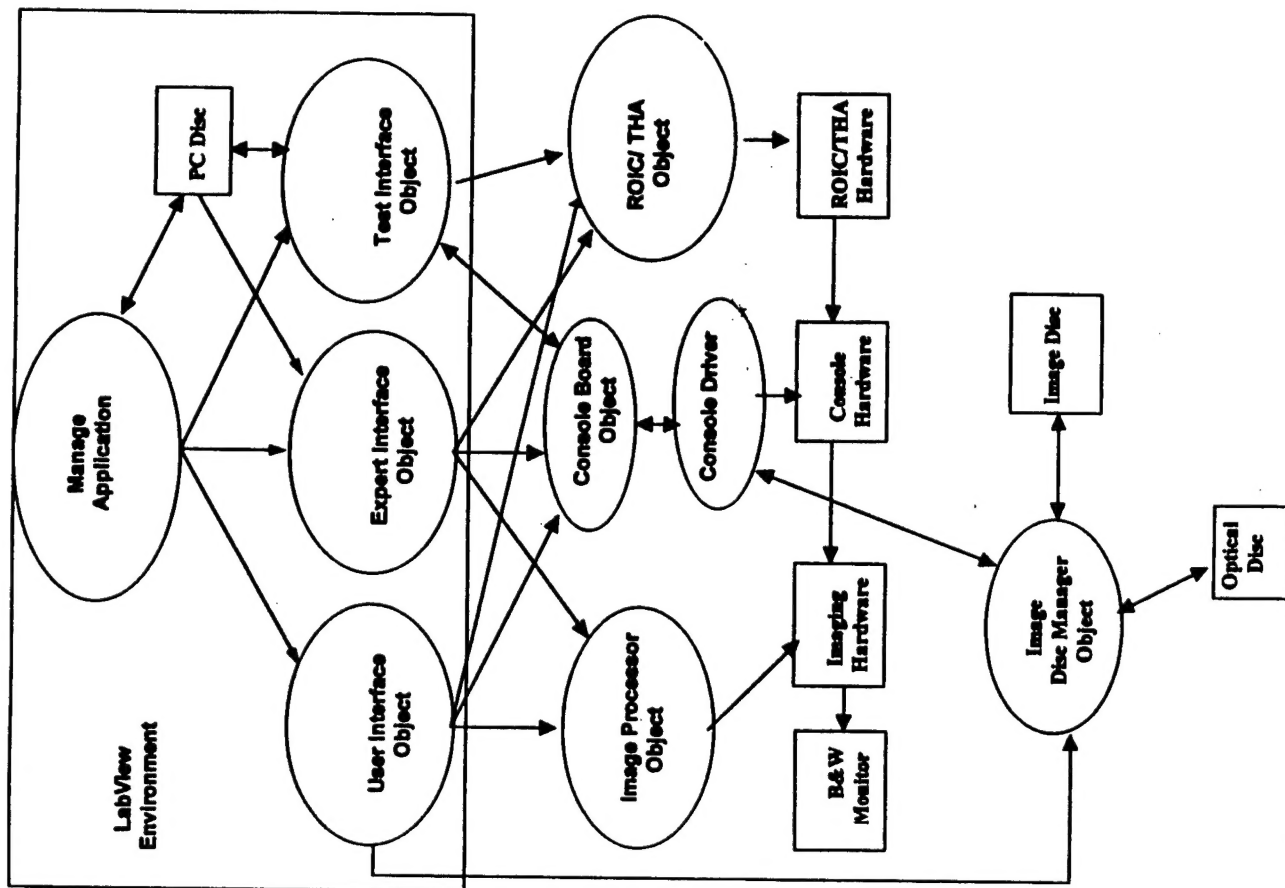 LabView
Environment
Manage
Application
PC Disc
User Interface
Object
Expert Interface
Object
Test Interface
Object
Image Processor
Object
Console Board
Object
ROIC/ THA
Object
Console Driver
B&W
Monitor
Imaging
Hardware
Console
Hardware
ROIC/THA
Hardware
Image
Disc Manager
Object
Image Disc
Optical
Disc